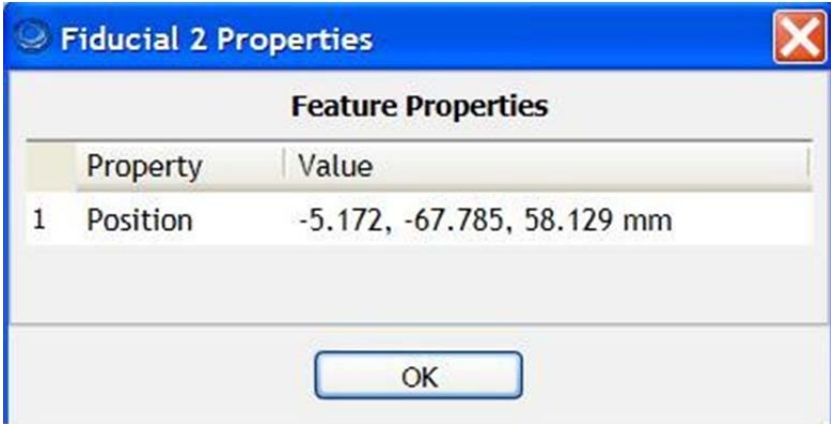 Fiducial 2 Properties
Feature Properties
Property Value
1 Position -5.172, -67.785, 58.129 mm
OK